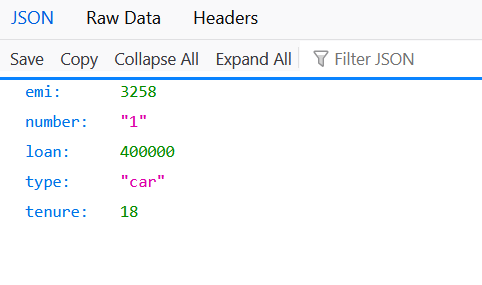 JSON Raw Data Headers
Save Copy Collapse All Expand All Filter JSON
emi: 3258
number: "1"
loan: 400000
type: "car"
tenure: 18